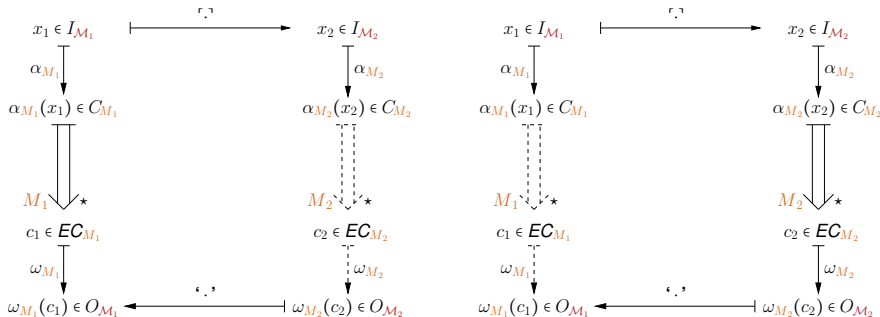 ⌜·⌝ ⌜·⌝
x₁ ∈ I_{𝓜₁} x₂ ∈ I_{𝓜₂} x₁ ∈ I_{𝓜₁} x₂ ∈ I_{𝓜₂}
α_{M₁} α_{M₂} α_{M₁} α_{M₂}
α_{M₁}(x₁) ∈ C_{M₁} α_{M₂}(x₂) ∈ C_{M₂} α_{M₁}(x₁) ∈ C_{M₁} α_{M₂}(x₂) ∈ C_{M₂}
M₁ ⋆ M₂ ⋆ M₁ ⋆ M₂ ⋆
c₁ ∈ EC_{M₁} c₂ ∈ EC_{M₂} c₁ ∈ EC_{M₁} c₂ ∈ EC_{M₂}
ω_{M₁} ω_{M₂} ω_{M₁} ω_{M₂}
‘.’ ‘.’
ω_{M₁}(c₁) ∈ O_{𝓜₁} ω_{M₂}(c₂) ∈ O_{𝓜₂} ω_{M₁}(c₁) ∈ O_{𝓜₁} ω_{M₂}(c₂) ∈ O_{𝓜₂}